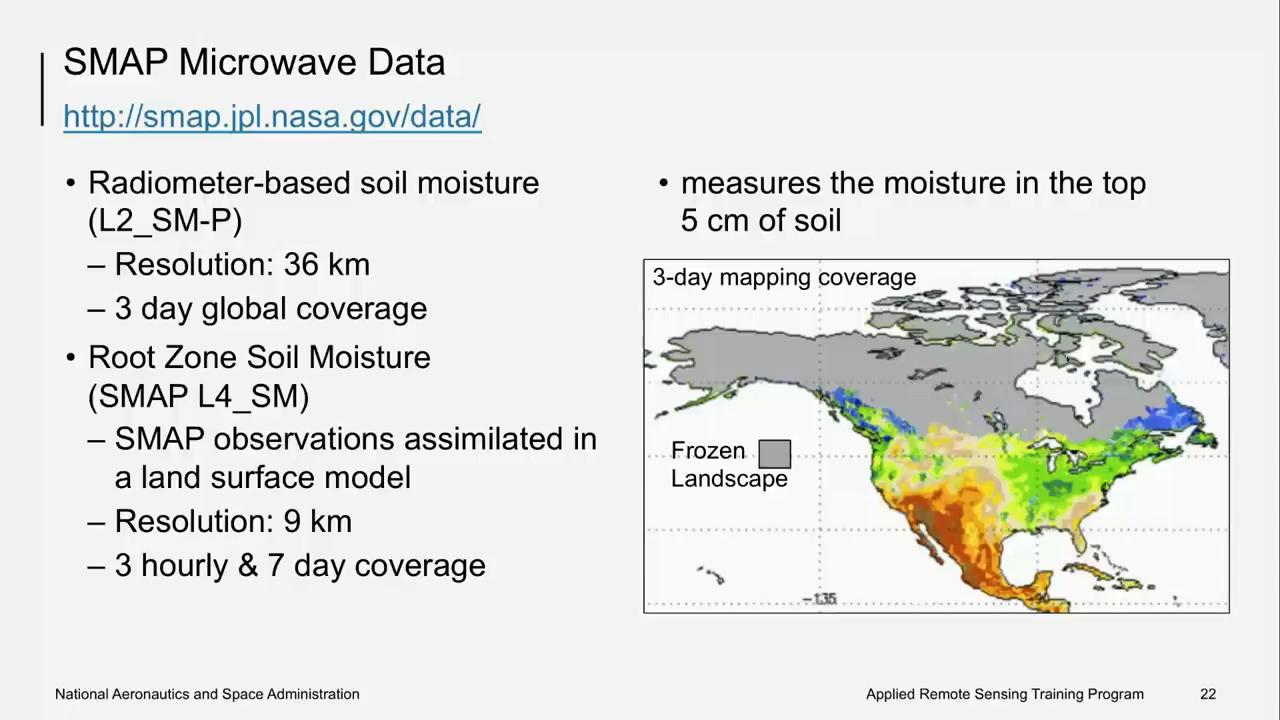 SMAP Microwave Data
http://smap.jpl.nasa.gov/data/
• Radiometer-based soil moisture
(L2_SM-P)
– Resolution: 36 km
– 3 day global coverage
• Root Zone Soil Moisture
(SMAP L4_SM)
– SMAP observations assimilated in
a land surface model
– Resolution: 9 km
– 3 hourly & 7 day coverage
• measures the moisture in the top
5 cm of soil
3-day mapping coverage
Frozen
Landscape
-135
-90
National Aeronautics and Space Administration
Applied Remote Sensing Training Program
22